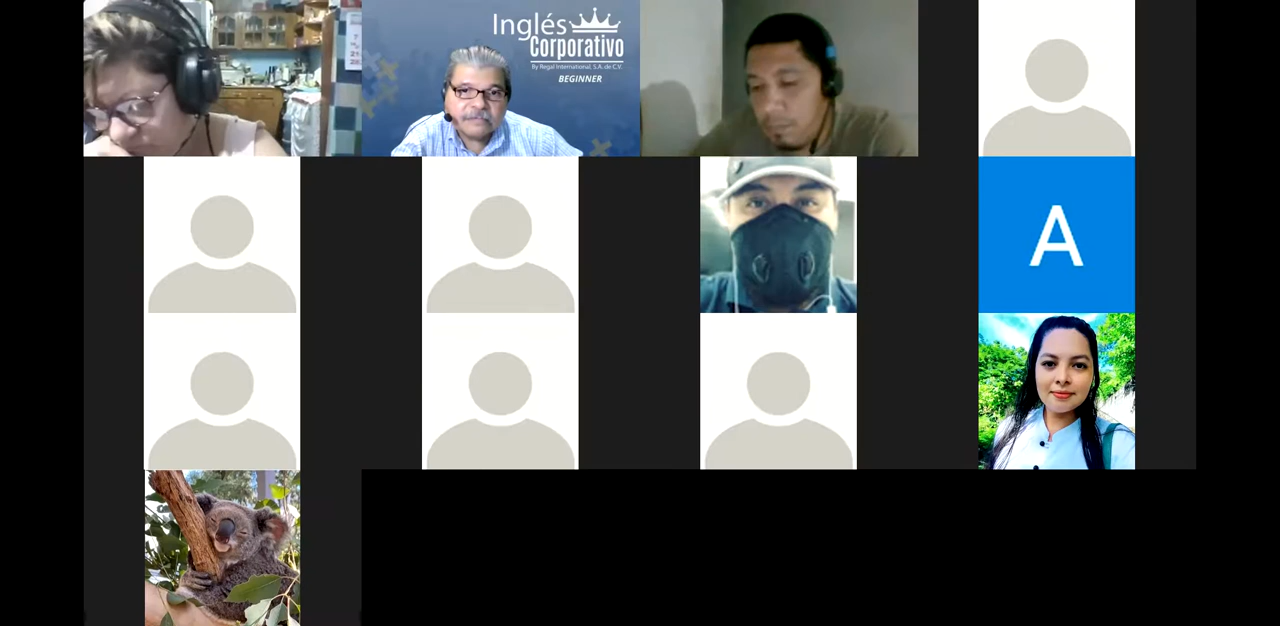 Inglés
Corporativo
By Regal International, S.A. de C.V.
BEGINNER
A